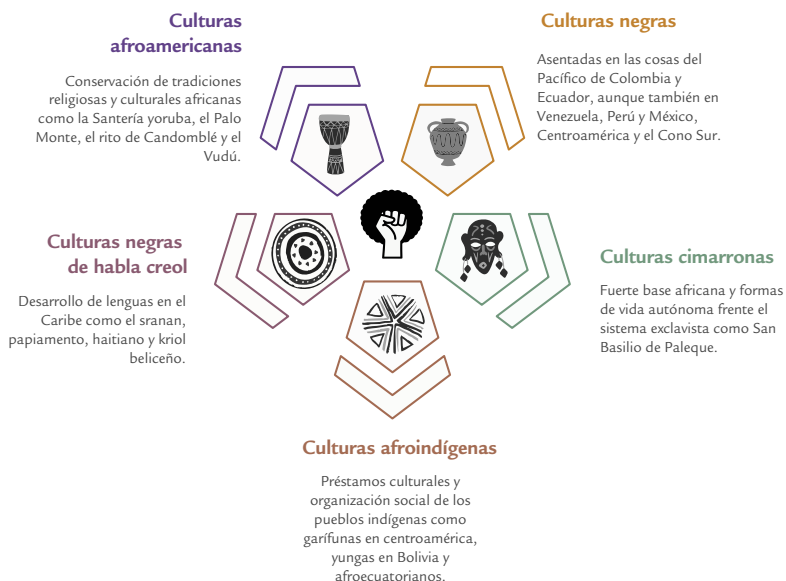 Culturas
afroamericanas
Conservación de tradiciones
religiosas y culturales africanas
como la Santería yoruba, el Palo
Monte, el rito de Candomblé y el
Vudú.
Culturas negras
Asentadas en las cosas del
Pacífico de Colombia y
Ecuador, aunque también en
Venezuela, Perú y México,
Centroamérica y el Cono Sur.
Culturas negras
de habla creol
Desarrollo de lenguas en el
Caribe como el sranan,
papiamento, haitiano y kriol
beliceño.
Culturas cimarronas
Fuerte base africana y formas
de vida autónoma frente el
sistema exclavista como San
Basilio de Paleque.
Culturas afroindígenas
Préstamos culturales y
organización social de los
pueblos indígenas como
garífunas en centroamérica,
yungas en Bolivia y
afroecuatorianos.